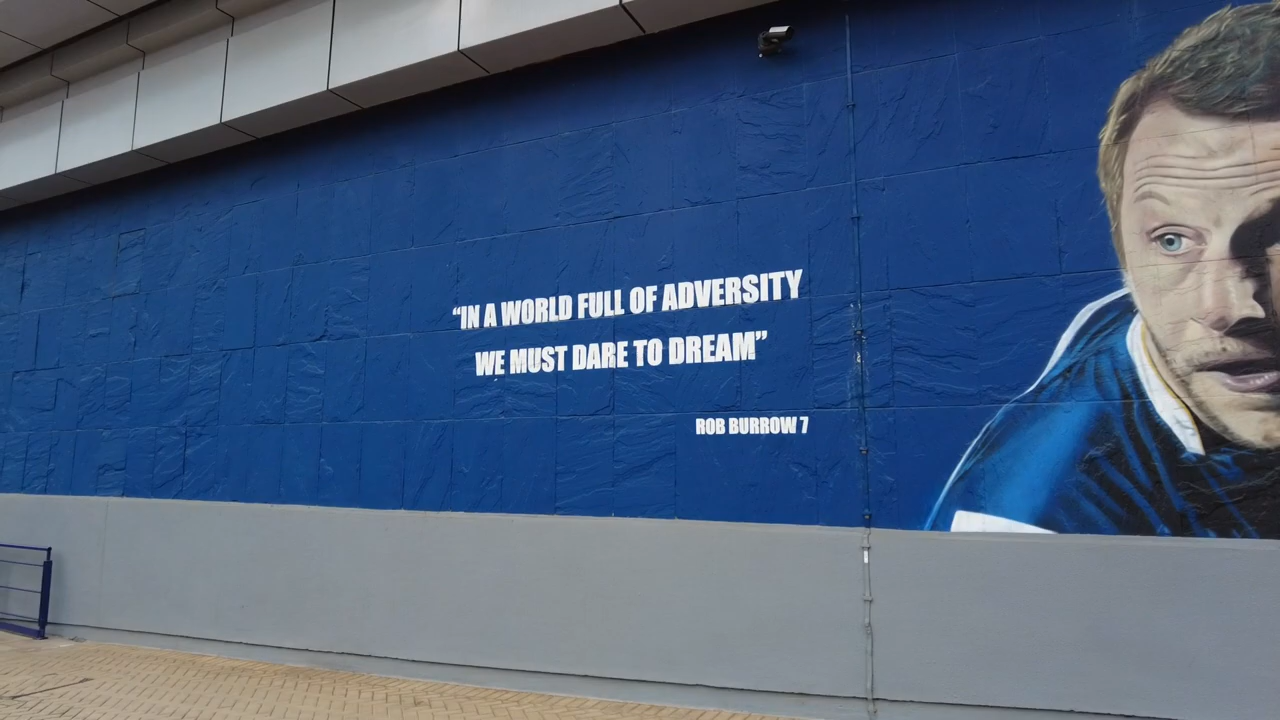 “IN A WORLD FULL OF ADVERSITY
WE MUST DARE TO DREAM”
ROB BURROW 7